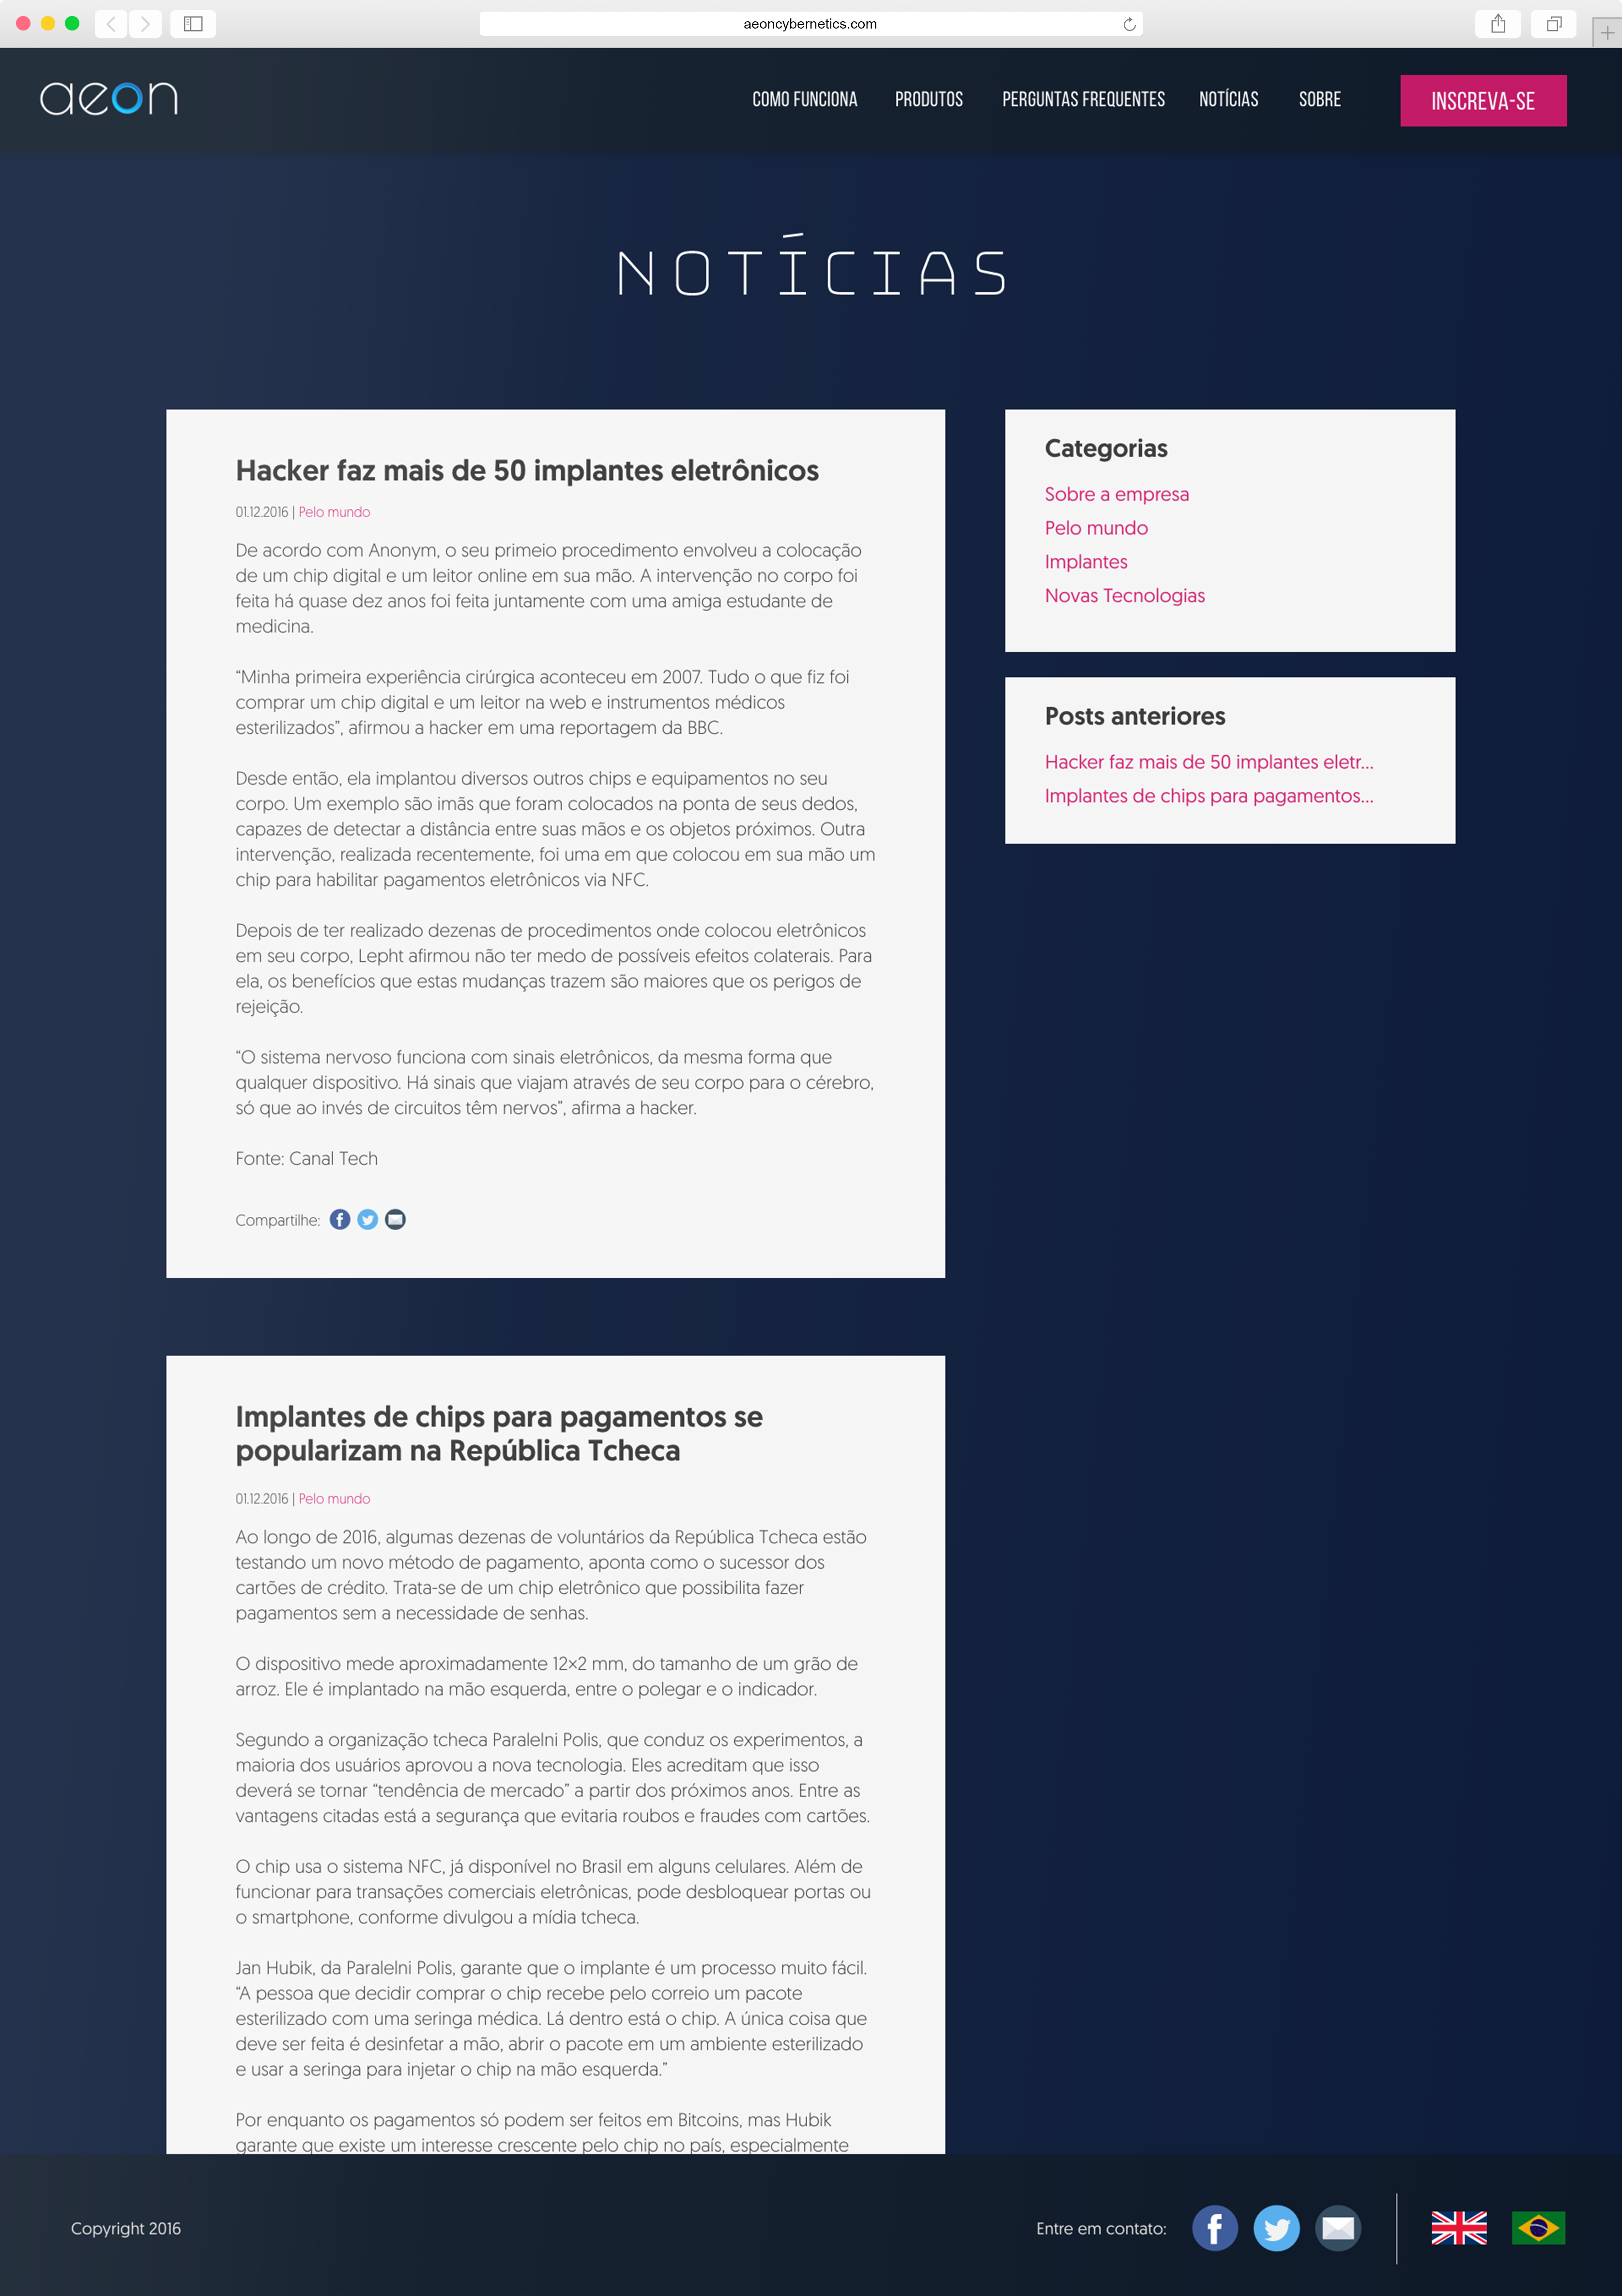 aeoncybernetics.com
aeon
COMO FUNCIONA PRODUTOS PERGUNTAS FREQUENTES NOTÍCIAS SOBRE INSCREVA-SE
NOTÍCIAS
Hacker faz mais de 50 implantes eletrônicos
01.12.2016 | Pelo mundo
De acordo com Anonym, o seu primeio procedimento envolveu a colocação
de um chip digital e um leitor online em sua mão. A intervenção no corpo foi
feita há quase dez anos foi feita juntamente com uma amiga estudante de
medicina.
“Minha primeira experiência cirúrgica aconteceu em 2007. Tudo o que fiz foi
comprar um chip digital e um leitor na web e instrumentos médicos
esterilizados”, afirmou a hacker em uma reportagem da BBC.
Desde então, ela implantou diversos outros chips e equipamentos no seu
corpo. Um exemplo são imãs que foram colocados na ponta de seus dedos,
capazes de detectar a distância entre suas mãos e os objetos próximos. Outra
intervenção, realizada recentemente, foi uma em que colocou em sua mão um
chip para habilitar pagamentos eletrônicos via NFC.
Depois de ter realizado dezenas de procedimentos onde colocou eletrônicos
em seu corpo, Lepht afirmou não ter medo de possíveis efeitos colaterais. Para
ela, os benefícios que estas mudanças trazem são maiores que os perigos de
rejeição.
“O sistema nervoso funciona com sinais eletrônicos, da mesma forma que
qualquer dispositivo. Há sinais que viajam através de seu corpo para o cérebro,
só que ao invés de circuitos têm nervos”, afirma a hacker.
Fonte: Canal Tech
Compartilhe:
Categorias
Sobre a empresa
Pelo mundo
Implantes
Novas Tecnologias
Posts anteriores
Hacker faz mais de 50 implantes eletr...
Implantes de chips para pagamentos...
Implantes de chips para pagamentos se
popularizam na República Tcheca
01.12.2016 | Pelo mundo
Ao longo de 2016, algumas dezenas de voluntários da República Tcheca estão
testando um novo método de pagamento, aponta como o sucessor dos
cartões de crédito. Trata-se de um chip eletrônico que possibilita fazer
pagamentos sem a necessidade de senhas.
O dispositivo mede aproximadamente 12×2 mm, do tamanho de um grão de
arroz. Ele é implantado na mão esquerda, entre o polegar e o indicador.
Segundo a organização tcheca Paralelni Polis, que conduz os experimentos, a
maioria dos usuários aprovou a nova tecnologia. Eles acreditam que isso
deverá se tornar “tendência de mercado” a partir dos próximos anos. Entre as
vantagens citadas está a segurança que evitaria roubos e fraudes com cartões.
O chip usa o sistema NFC, já disponível no Brasil em alguns celulares. Além de
funcionar para transações comerciais eletrônicas, pode desbloquear portas ou
o smartphone, conforme divulgou a mídia tcheca.
Jan Hubik, da Paralelni Polis, garante que o implante é um processo muito fácil.
“A pessoa que decidir comprar o chip recebe pelo correio um pacote
esterilizado com uma seringa médica. Lá dentro está o chip. A única coisa que
deve ser feita é desinfetar a mão, abrir o pacote em um ambiente esterilizado
e usar a seringa para injetar o chip na mão esquerda.”
Por enquanto os pagamentos só podem ser feitos em Bitcoins, mas Hubik
garante que existe um interesse crescente pelo chip no país, especialmente
Copyright 2016
Entre em contato: